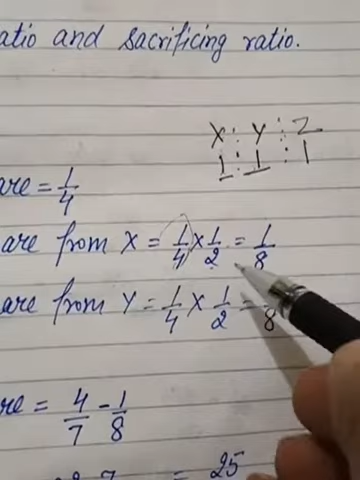 atio and sacrificing ratio.
X : Y : Z
1 : 1 : 1
are = 1/4
are from X = 1/4 × 1/2 = 1/8
are from Y = 1/4 × 1/2 = /8
re = 4/7 - 1/8
= 25